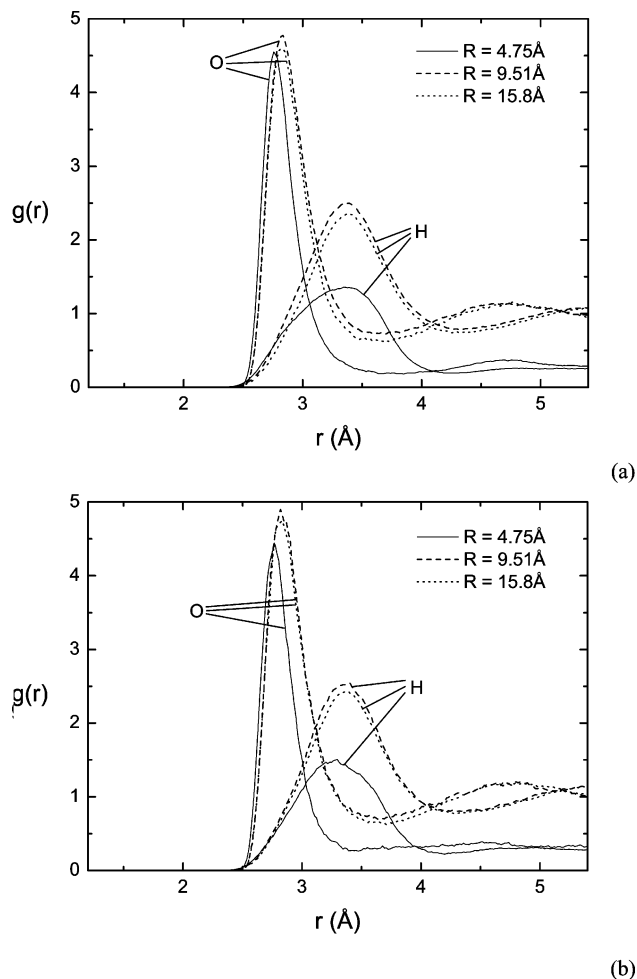 5
R = 4.75Å
O
R = 9.51Å
4
R = 15.8Å
3
g(r)
H
2
1
0
2 3 4 5
r (Å)
(a)
5
R = 4.75Å
R = 9.51Å
4
R = 15.8Å
O
3
H
g(r)
2
1
0
2 3 4 5
r (Å)
(b)